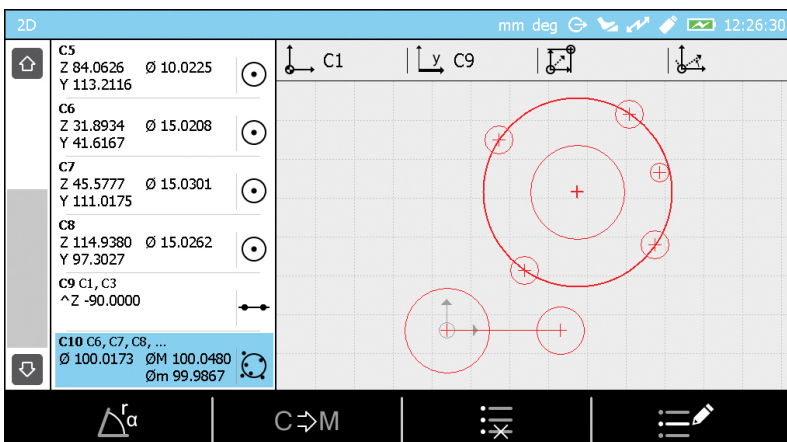 2D mm deg 12:26:30
C1 y C9
C5
Z 84.0626 Ø 10.0225
Y 113.2116
C6
Z 31.8934 Ø 15.0208
Y 41.6167
C7
Z 45.5777 Ø 15.0301
Y 111.0175
C8
Z 114.9380 Ø 15.0262
Y 97.3027
C9 C1, C3
^Z -90.0000
C10 C6, C7, C8, ...
Ø 100.0173 ØM 100.0480
Øm 99.9867
r α C⇨M